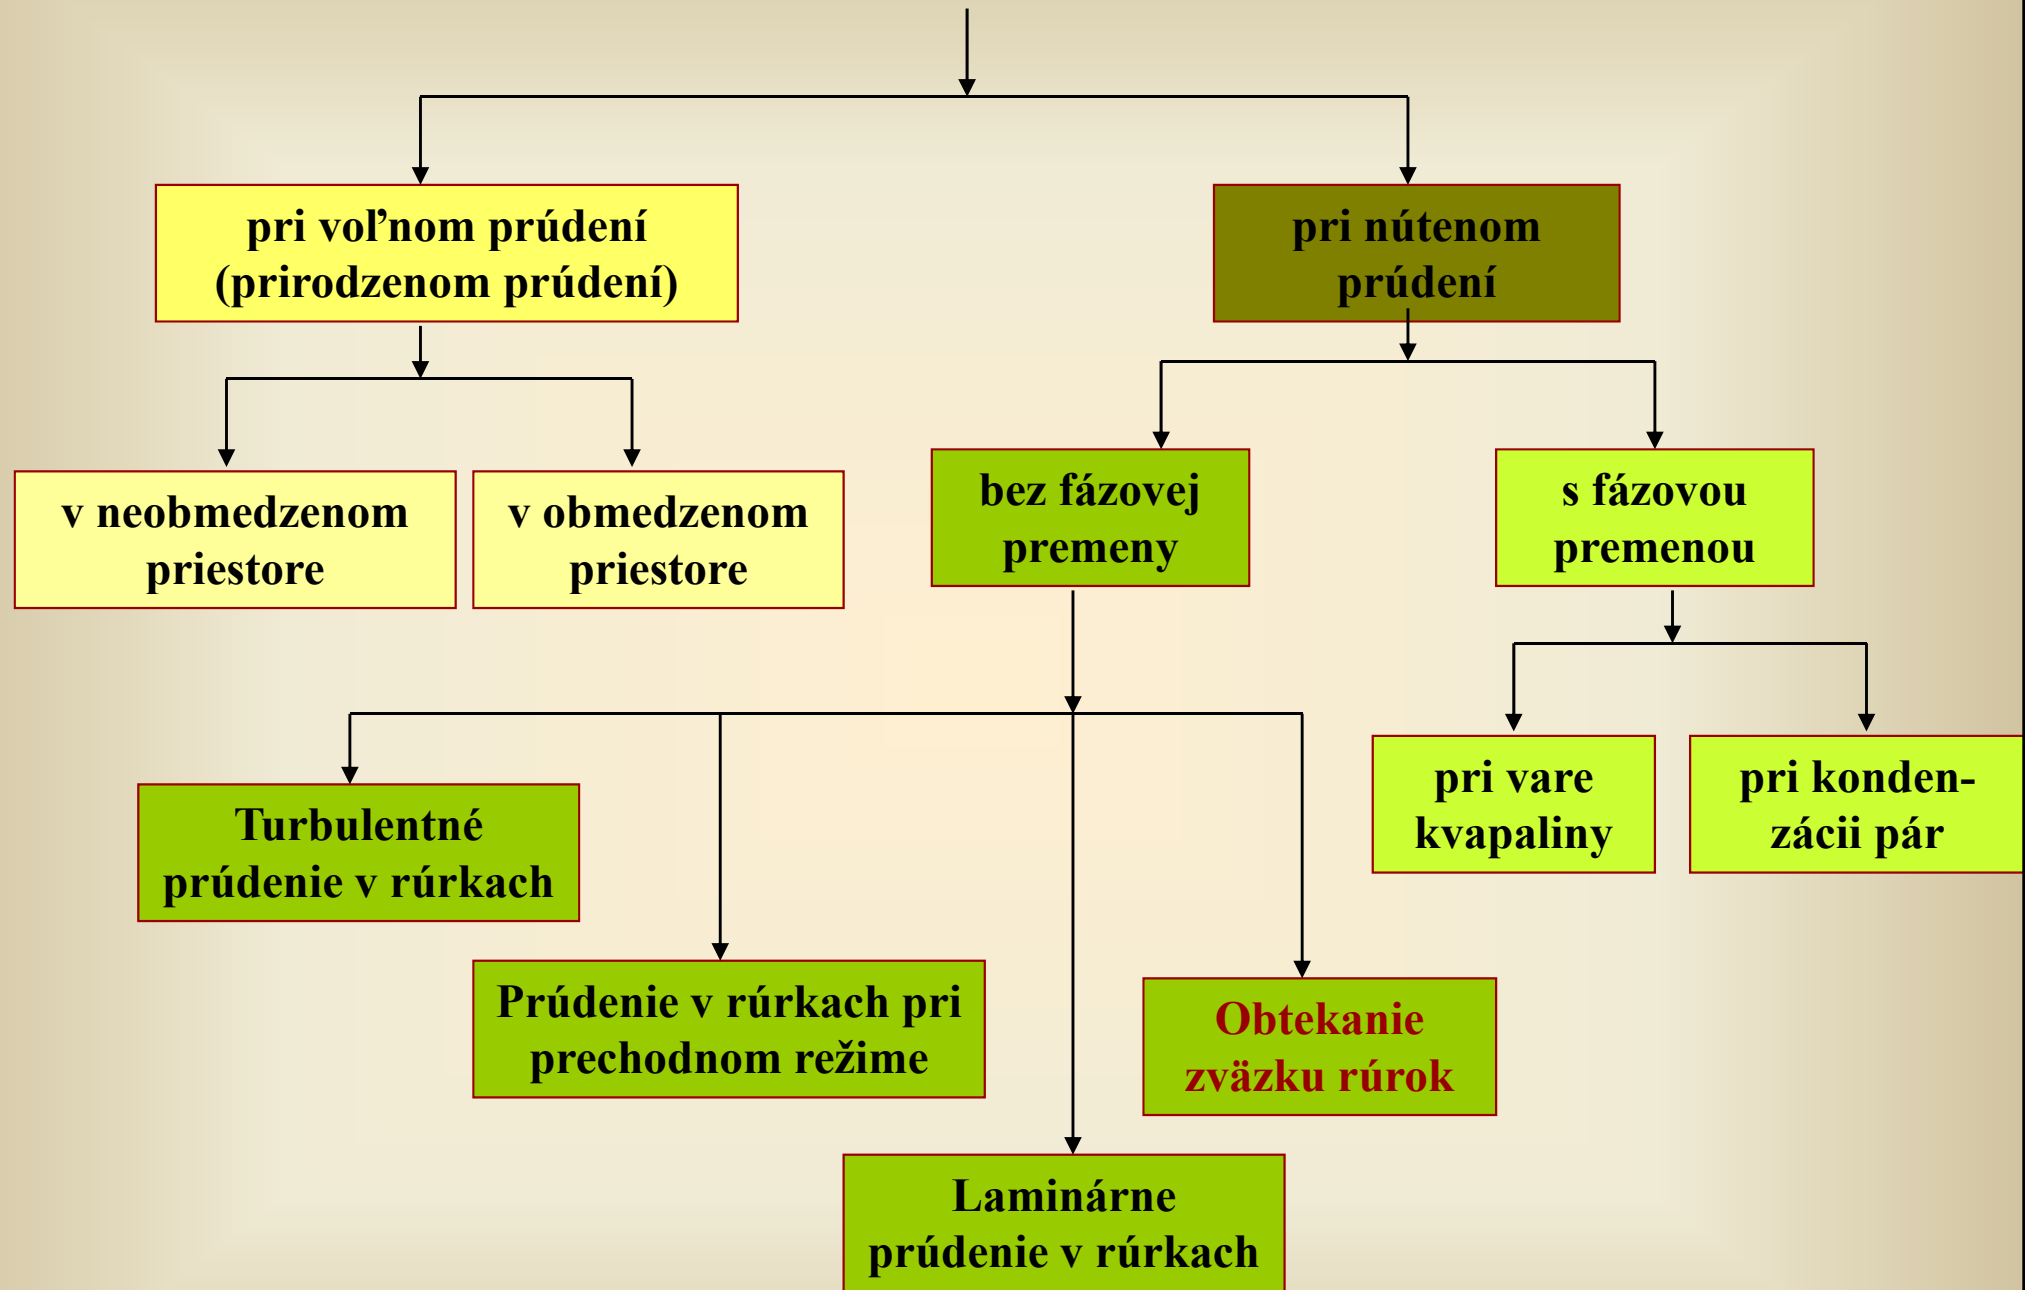 pri voľnom prúdení
(prirodzenom prúdení)
pri nútenom
prúdení
v neobmedzenom
priestore
v obmedzenom
priestore
bez fázovej
premeny
s fázovou
premenou
pri vare
kvapaliny
pri konden-
zácii pár
Turbulentné
prúdenie v rúrkach
Prúdenie v rúrkach pri
prechodnom režime
Obtekanie
zväzku rúrok
Laminárne
prúdenie v rúrkach